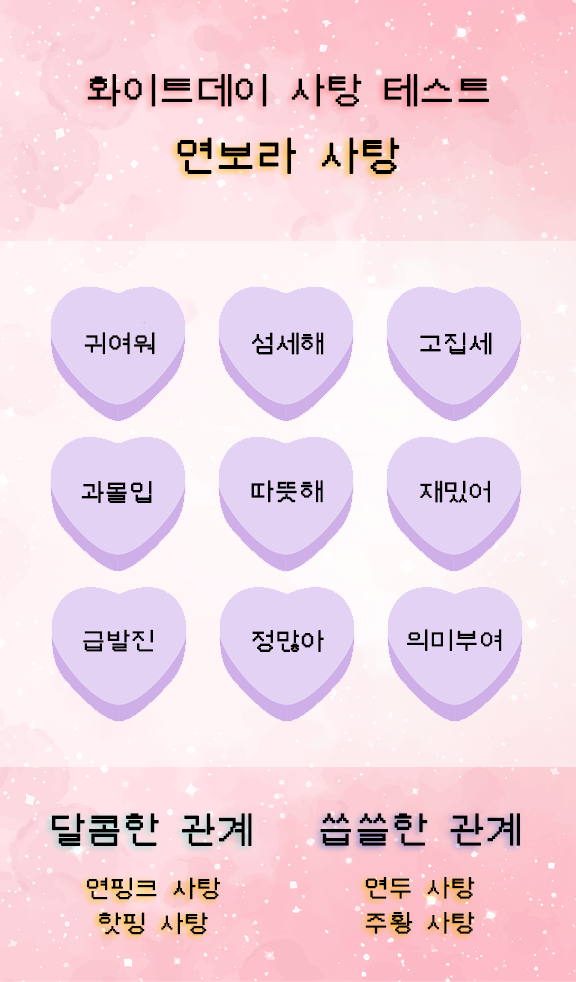 화이트데이 사탕 테스트
연보라 사탕
귀여워 섬세해 고집세
과몰입 따뜻해 재밌어
급발진 정많아 의미부여
달콤한 관계 씁쓸한 관계
연핑크 사탕 연두 사탕
핫핑 사탕 주황 사탕